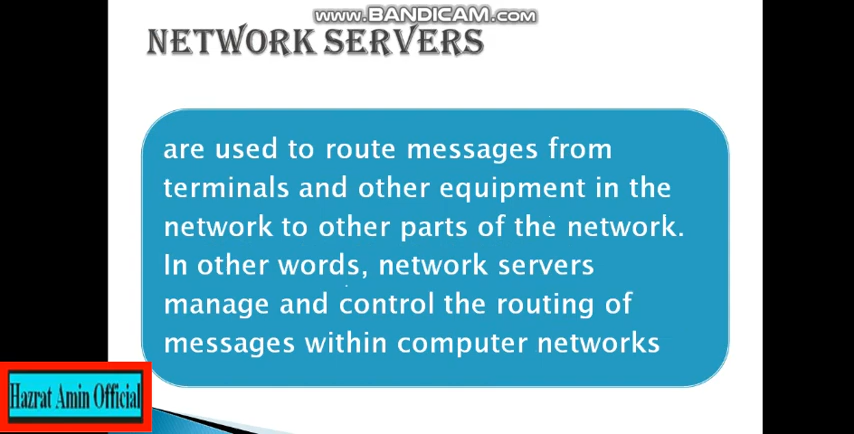 www.BANDICAM.com
NETWORK SERVERS
are used to route messages from
terminals and other equipment in the
network to other parts of the network.
In other words, network servers
manage and control the routing of
messages within computer networks
Hazrat Amin Official